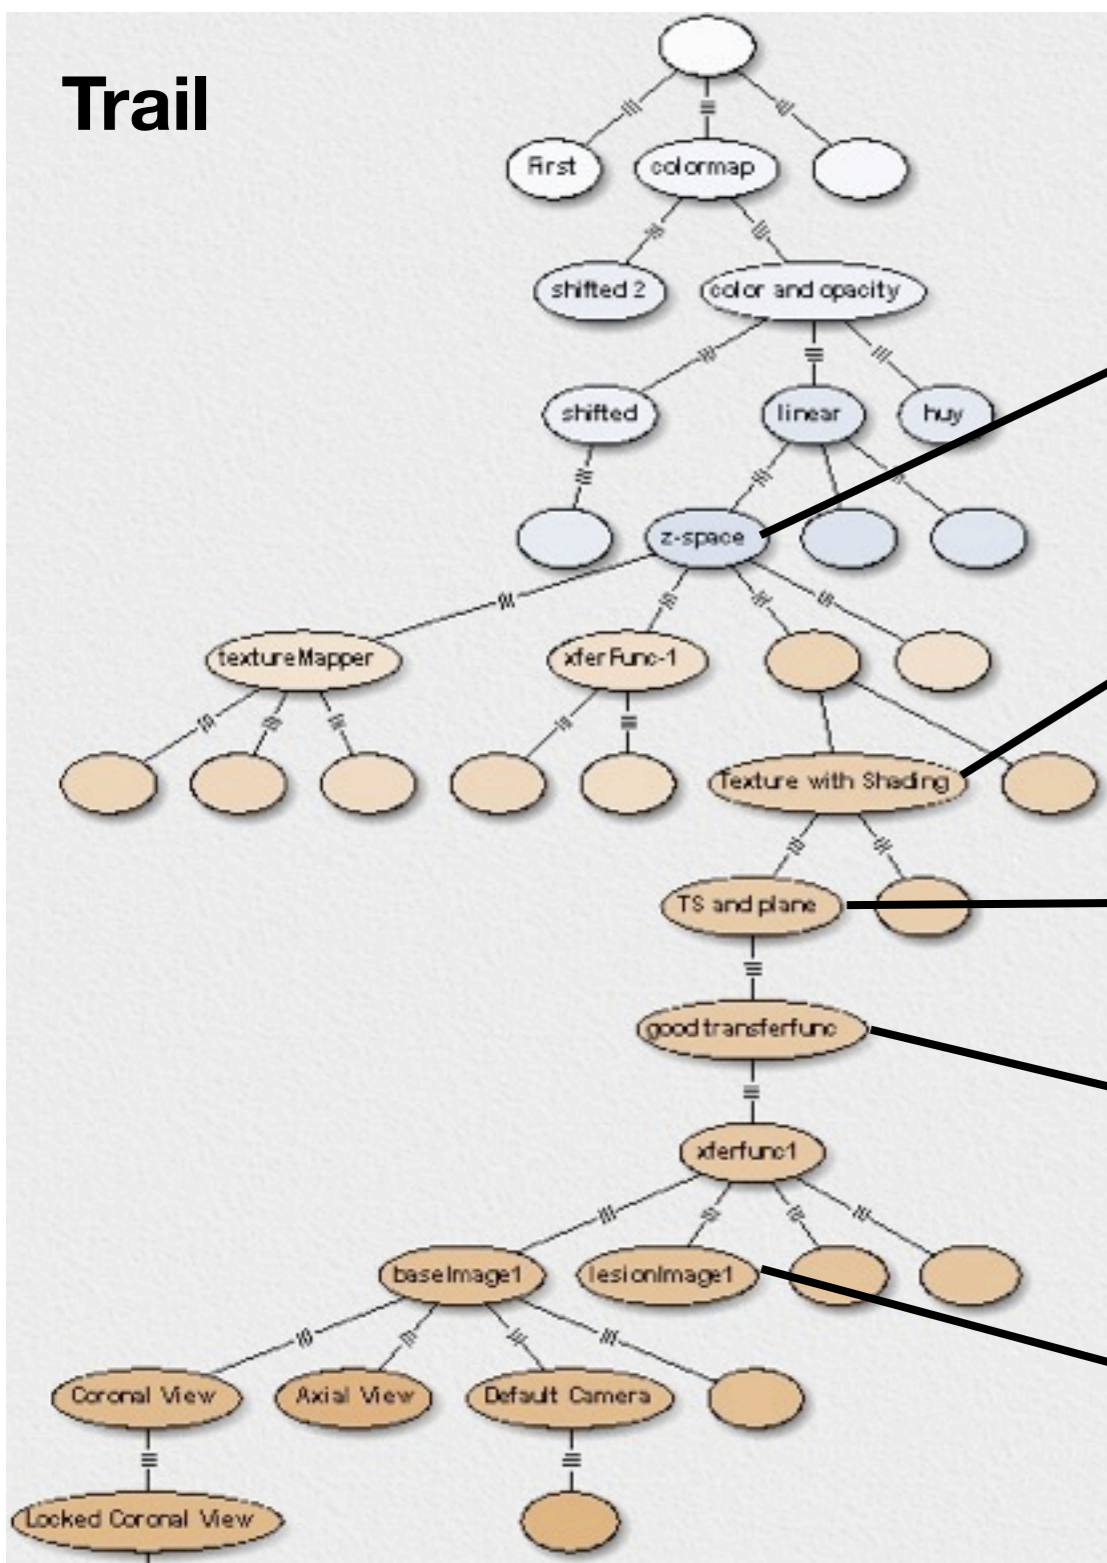 Trail
First
colormap
shifted 2
color and opacity
shifted
linear
huy
z-space
textureMapper
xferFunc-1
Texture with Shading
TS and plane
good transferfunc
xferfunc1
baseImage1
lesionImage1
Coronal View
Axial View
Default Camera
Locked Coronal View